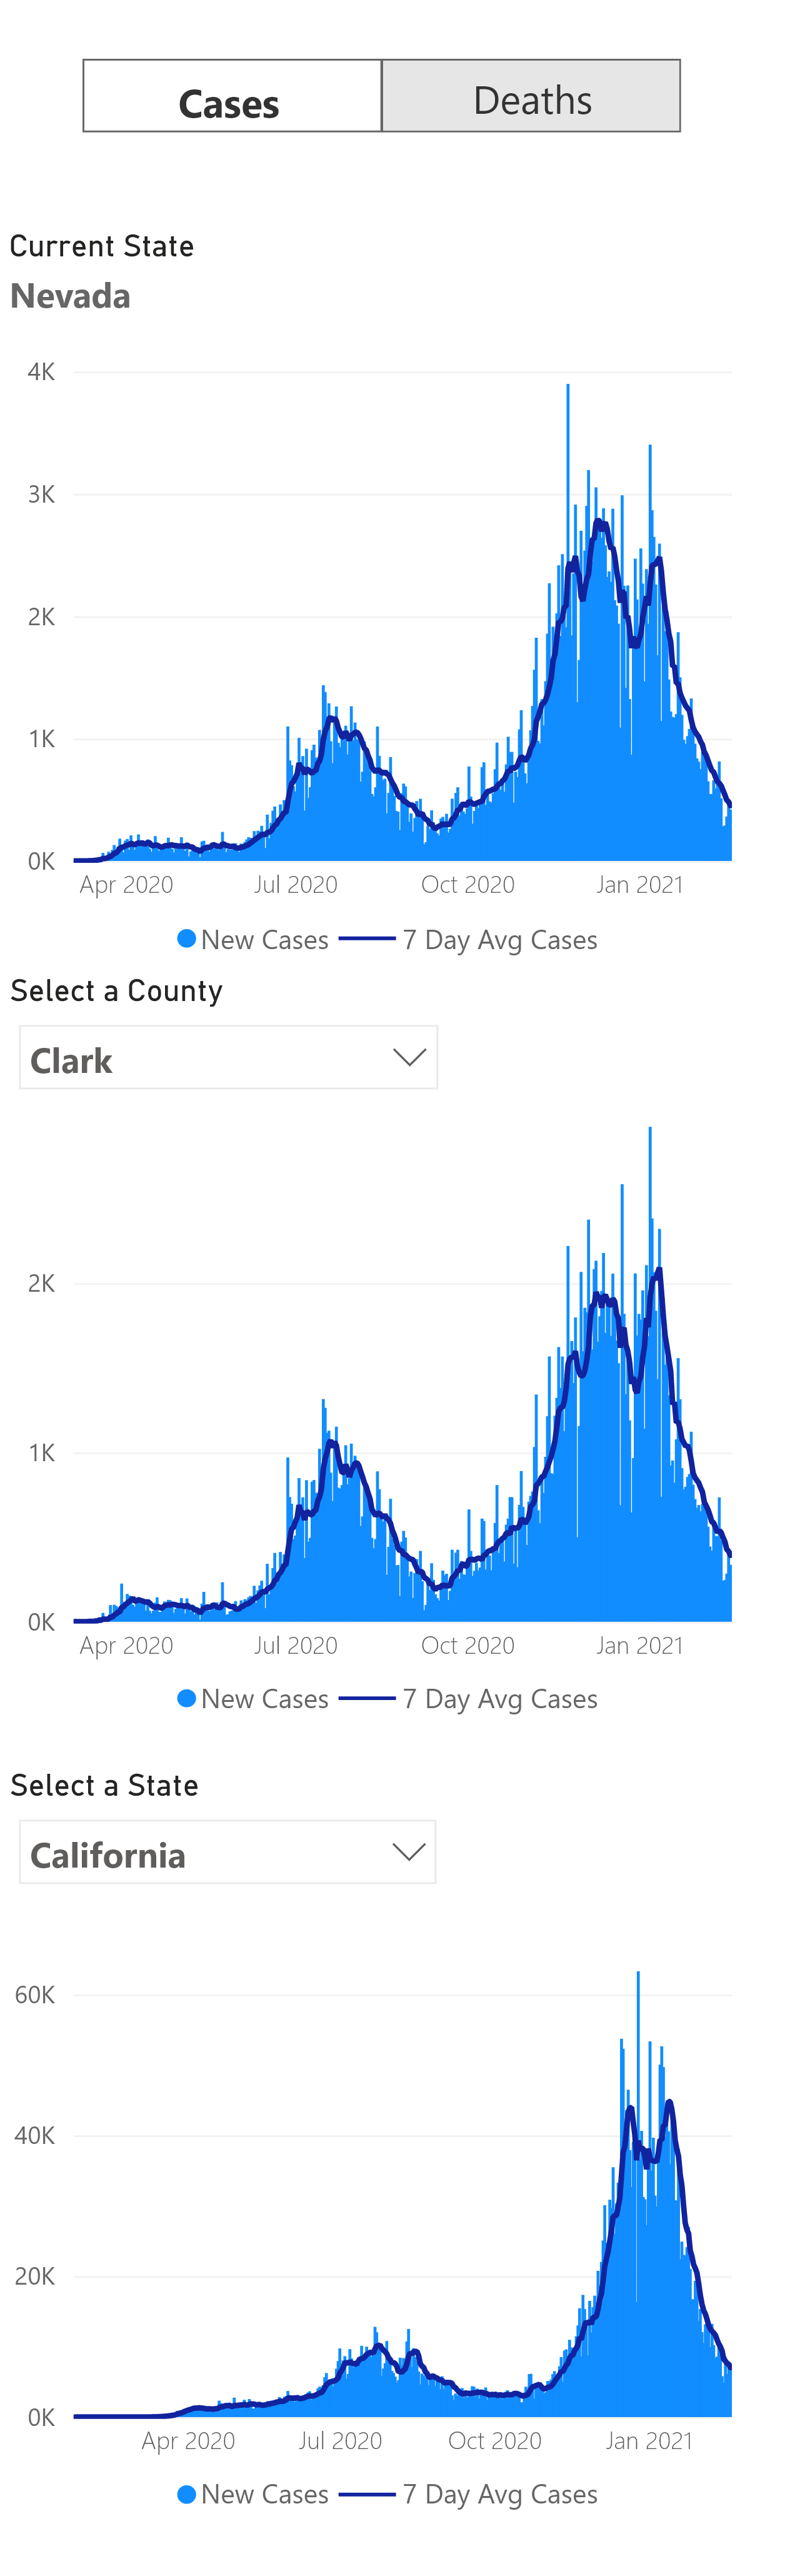 Cases Deaths
Current State
Nevada
4K
3K
2K
1K
0K
Apr 2020 Jul 2020 Oct 2020 Jan 2021
New Cases 7 Day Avg Cases
Select a County
Clark
2K
1K
0K
Apr 2020 Jul 2020 Oct 2020 Jan 2021
New Cases 7 Day Avg Cases
Select a State
California
60K
40K
20K
0K
Apr 2020 Jul 2020 Oct 2020 Jan 2021
New Cases 7 Day Avg Cases